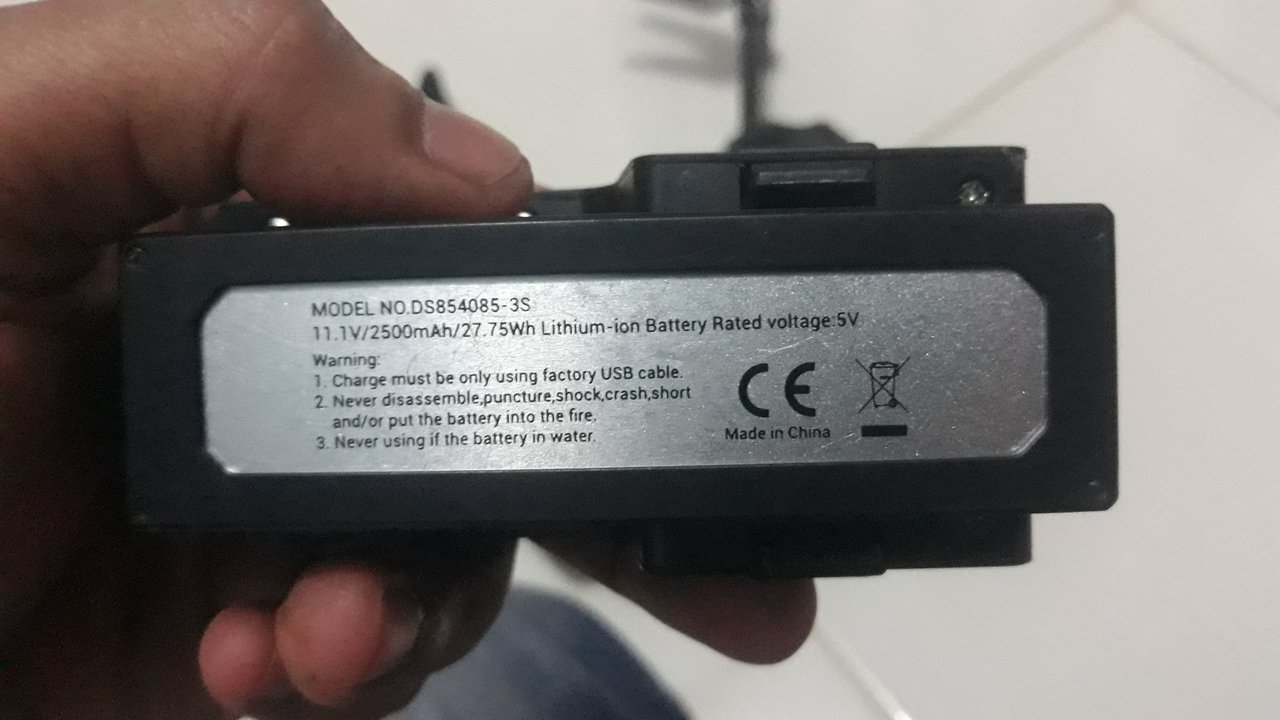 MODEL NO.DS854085-3S
11.1V/2500mAh/27.75Wh Lithium-ion Battery Rated voltage:5V
Warning:
1. Charge must be only using factory USB cable.
2. Never disassemble,puncture,shock,crash,short
and/or put the battery into the fire.
3. Never using if the battery in water.
CE
Made in China